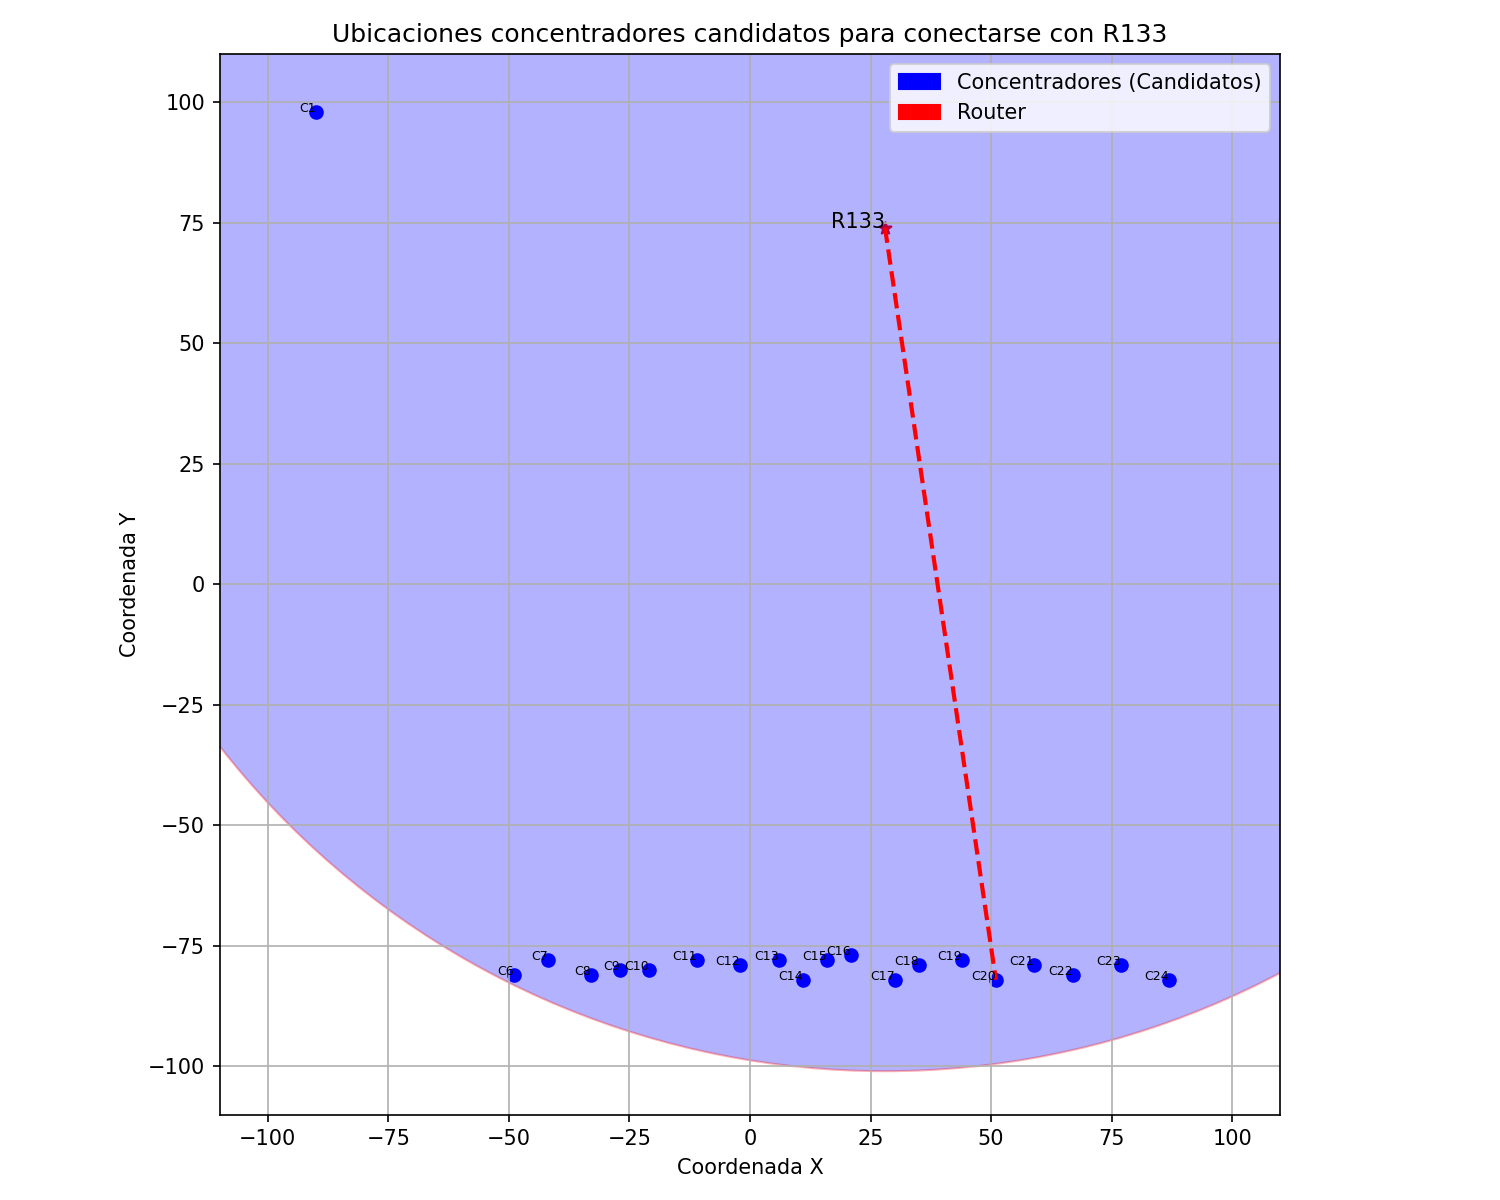 Ubicaciones concentradores candidatos para conectarse con R133
Concentradores (Candidatos)
Router
100
75
50
25
0
−25
−50
−75
−100
Coordenada Y
C1
R133
C6
C7
C8
C9
C10
C11
C12
C13
C14
C15
C16
C17
C18
C19
C20
C21
C22
C23
C24
−100
−75
−50
−25
0
25
50
75
100
Coordenada X